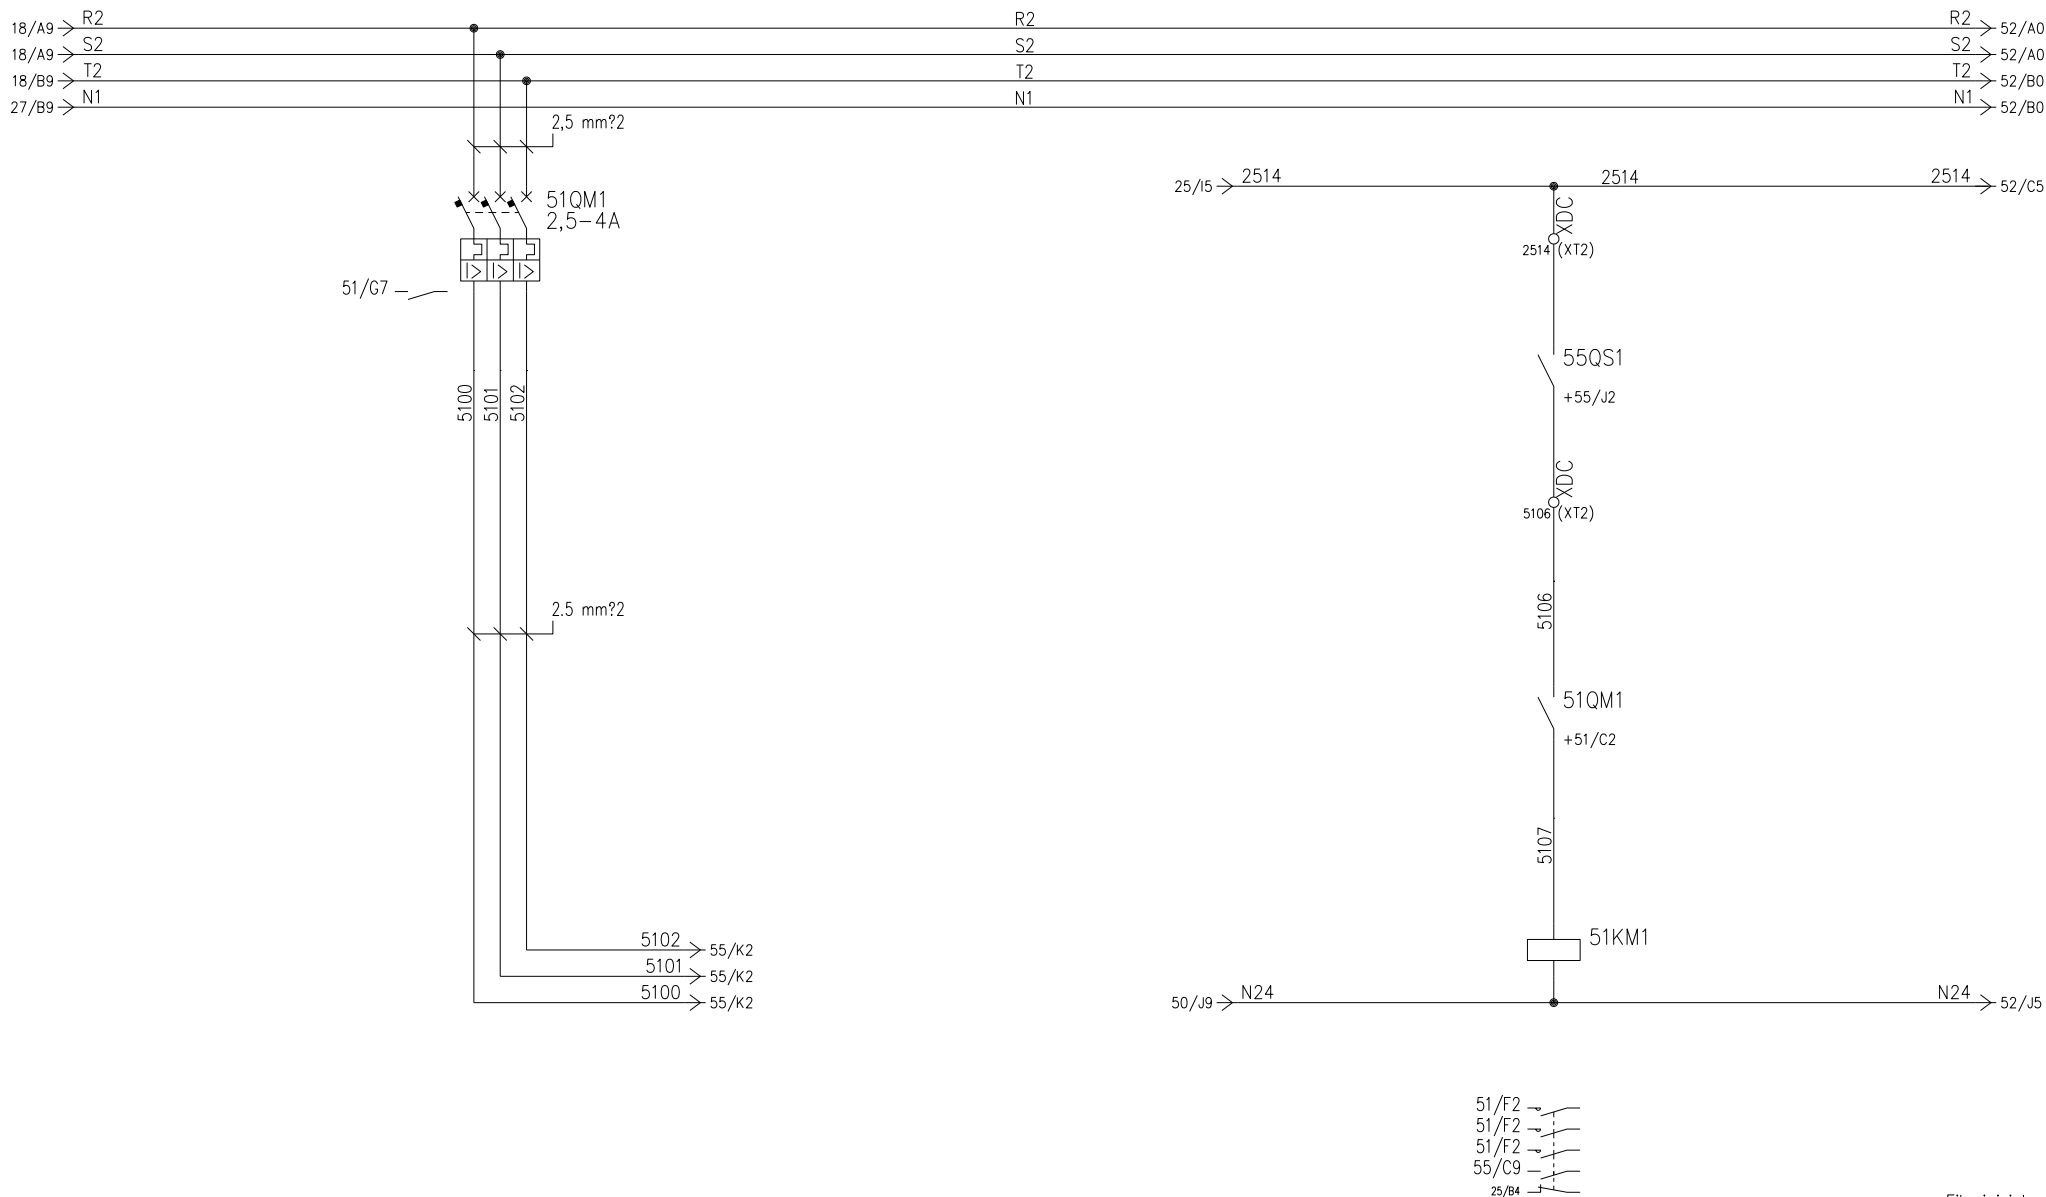 18/A9 R2 R2 R2 52/A0
18/A9 S2 S2 S2 52/A0
18/B9 T2 T2 T2 52/B0
27/B9 N1 N1 N1 52/B0
2,5 mm?2
25/I5 2514 2514 2514 52/C5
51QM1
2,5-4A
XDC
2514 (XT2)
51/G7
55QS1
+55/J2
5100 5101 5102
XDC
5106 (XT2)
5106
2.5 mm?2
51QM1
+51/C2
5107
5102 55/K2
51KM1
5101 55/K2
5100 55/K2
50/J9 N24 N24 52/J5
51/F2
51/F2
51/F2
55/C9
25/B4